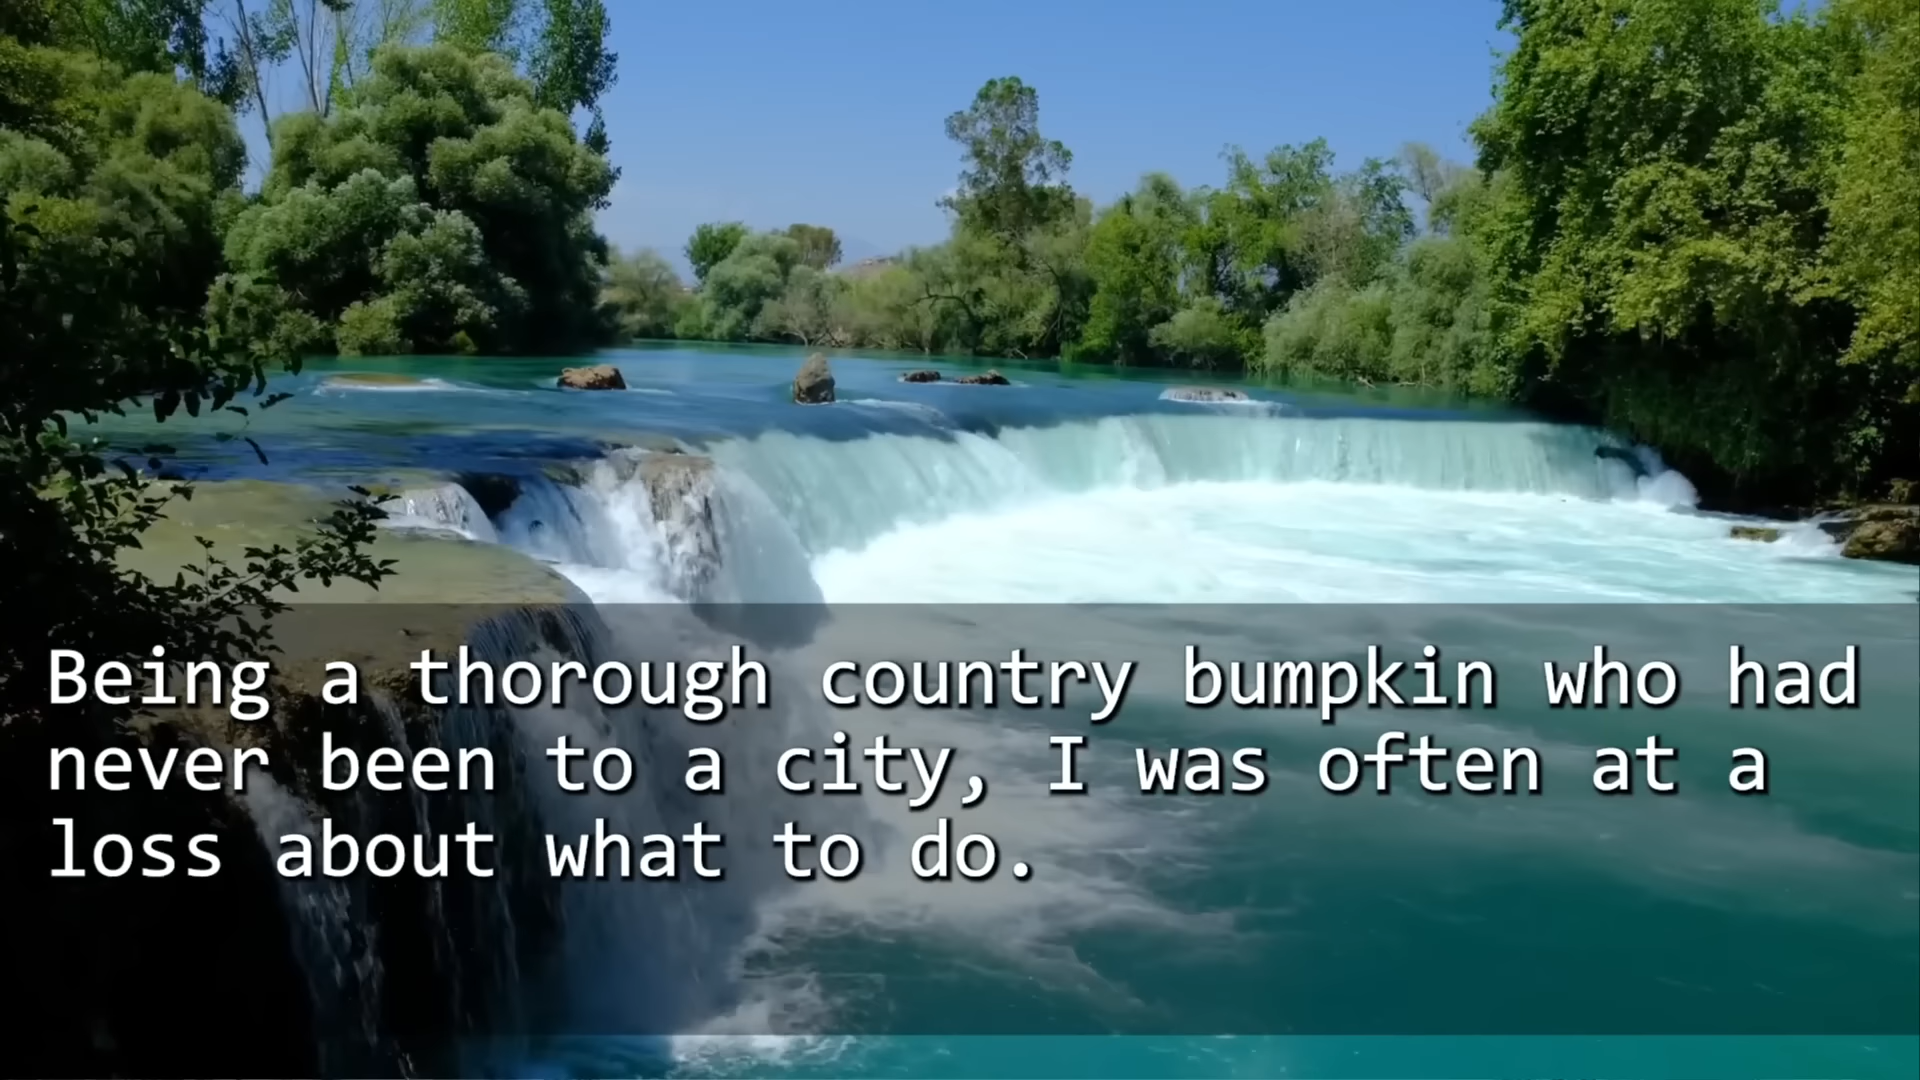 Being a thorough country bumpkin who had
never been to a city, I was often at a
loss about what to do.